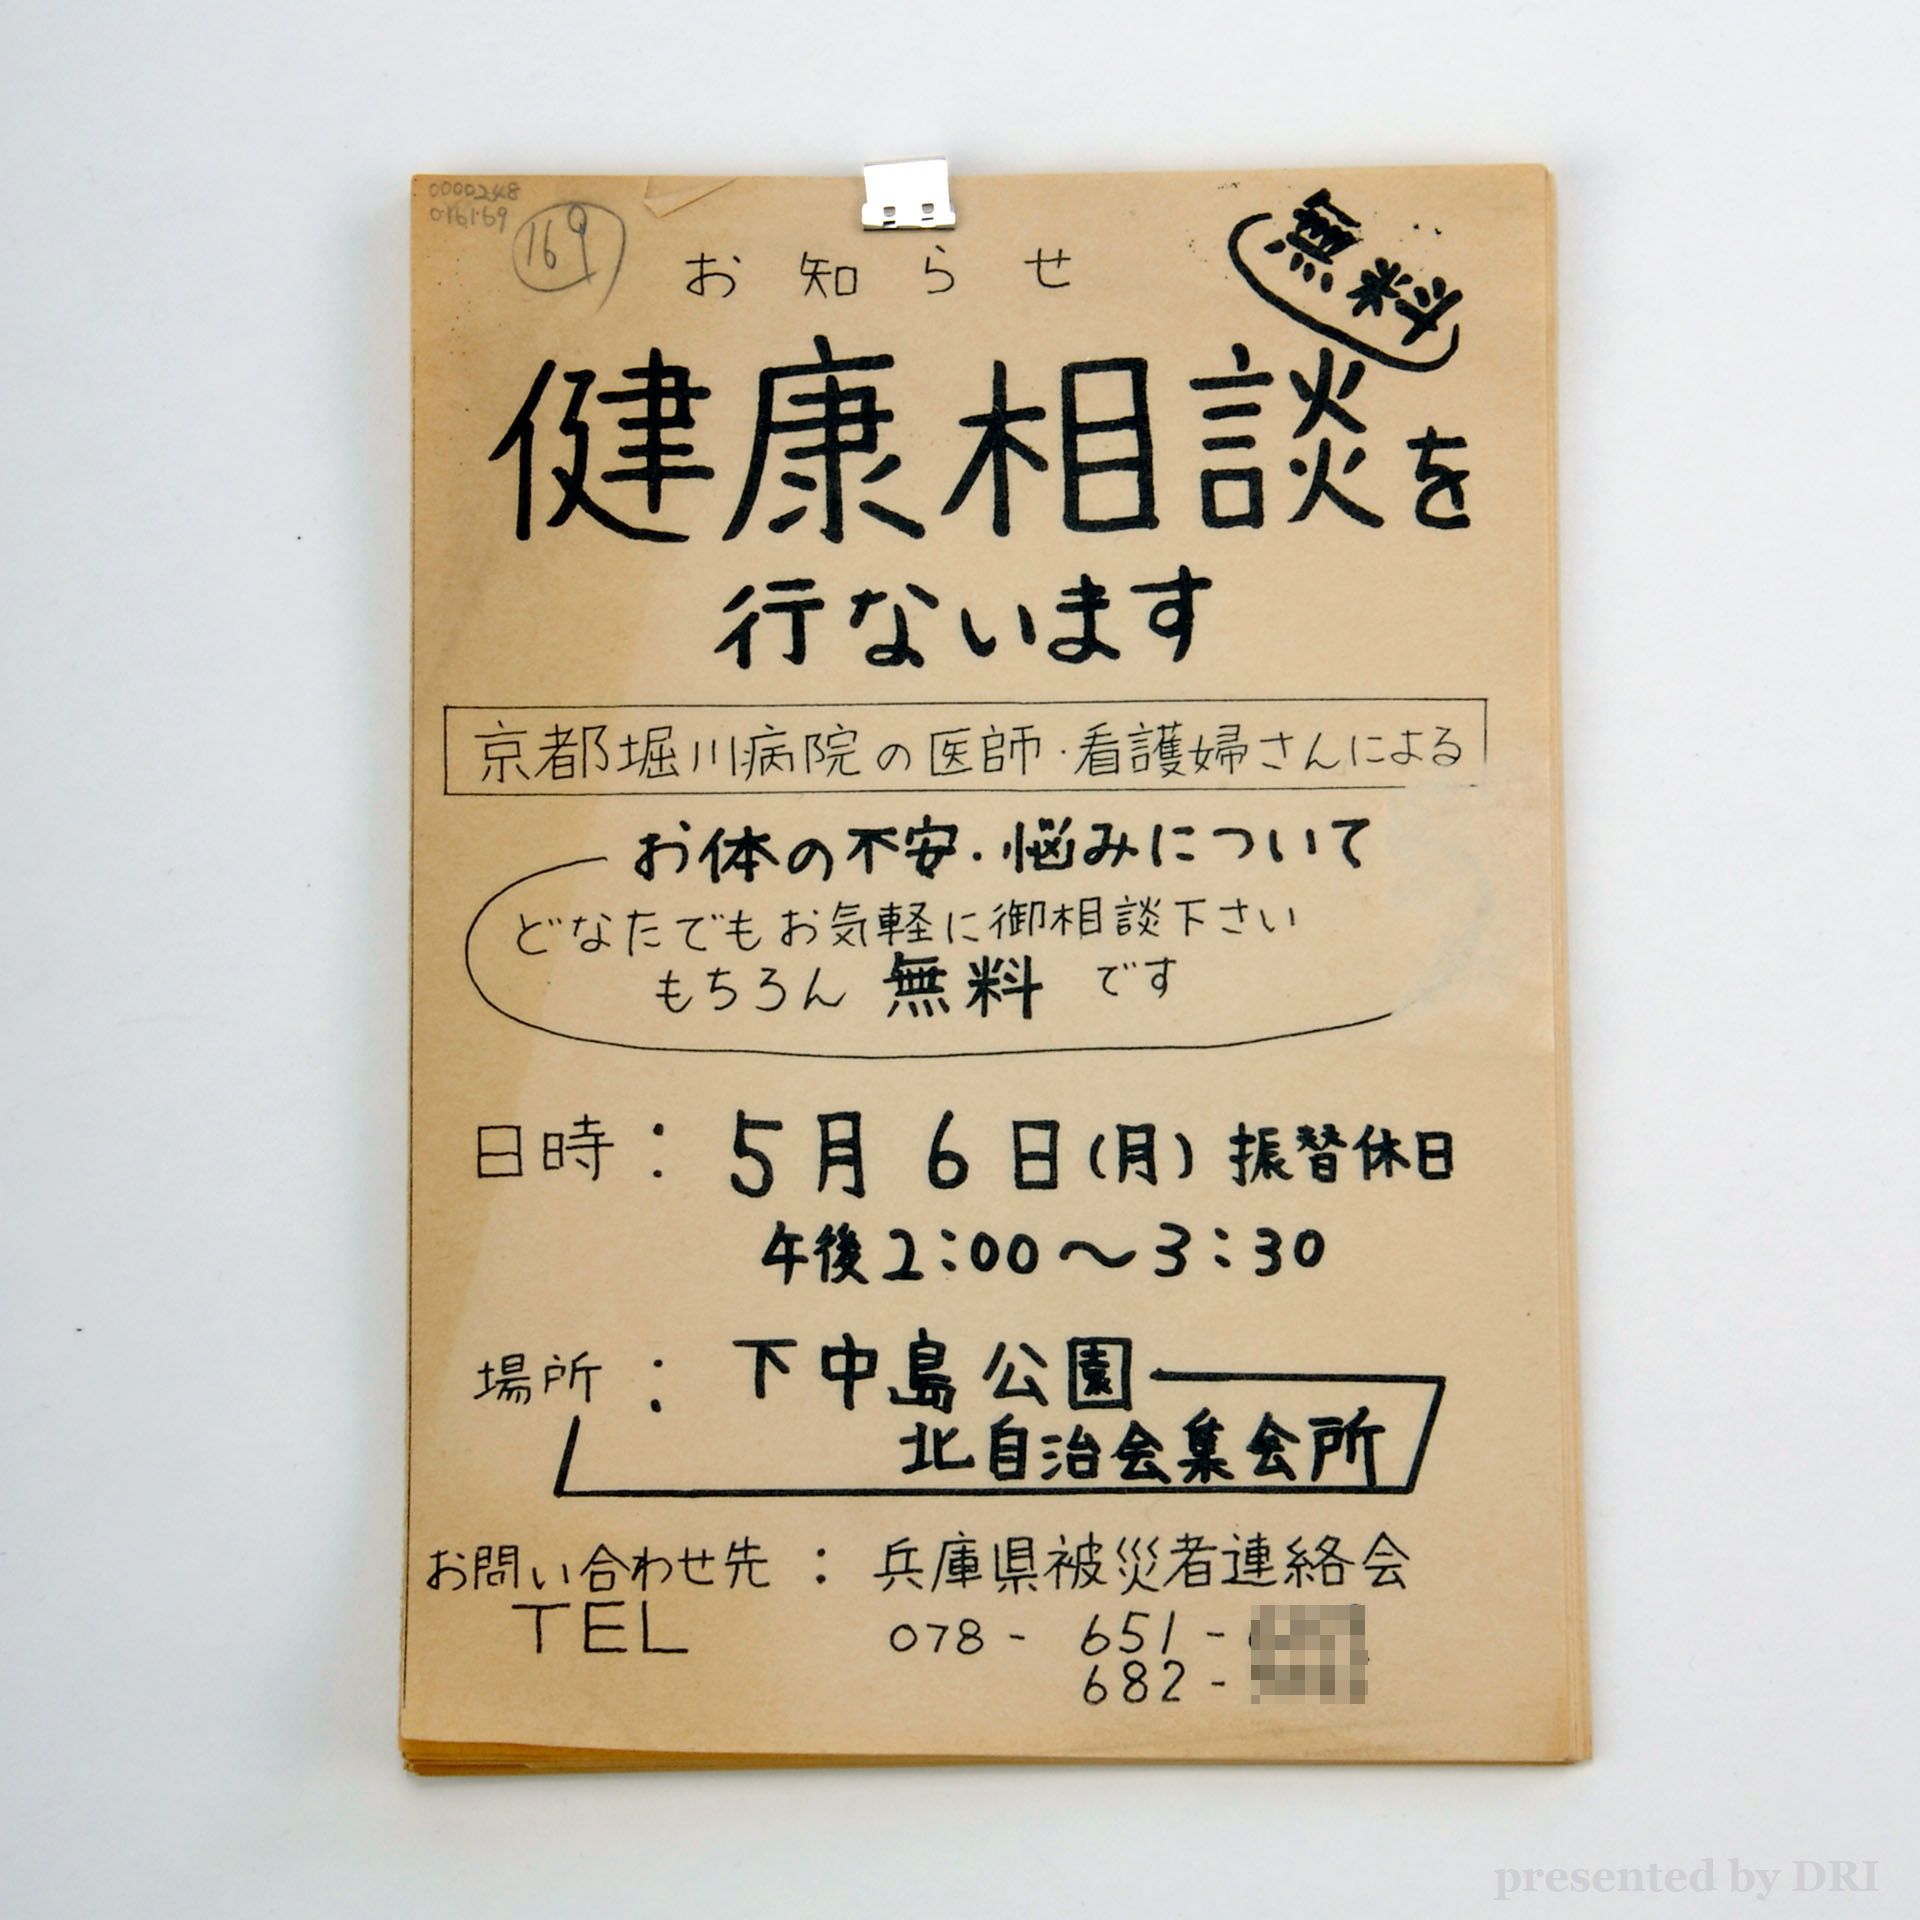 0000248
016169
169
お知らせ
無料
健康相談を
行ないます
京都堀川病院の医師・看護婦さんによる
お体の不安・悩みについて
どなたでもお気軽に御相談下さい
もちろん 無料 です
日時：5月6日(月)振替休日
午後2:00〜3:30
場所：下中島公園
北自治会集会所
お問い合わせ先：兵庫県被災者連絡会
TEL 078-651-
682-
presented by DRI